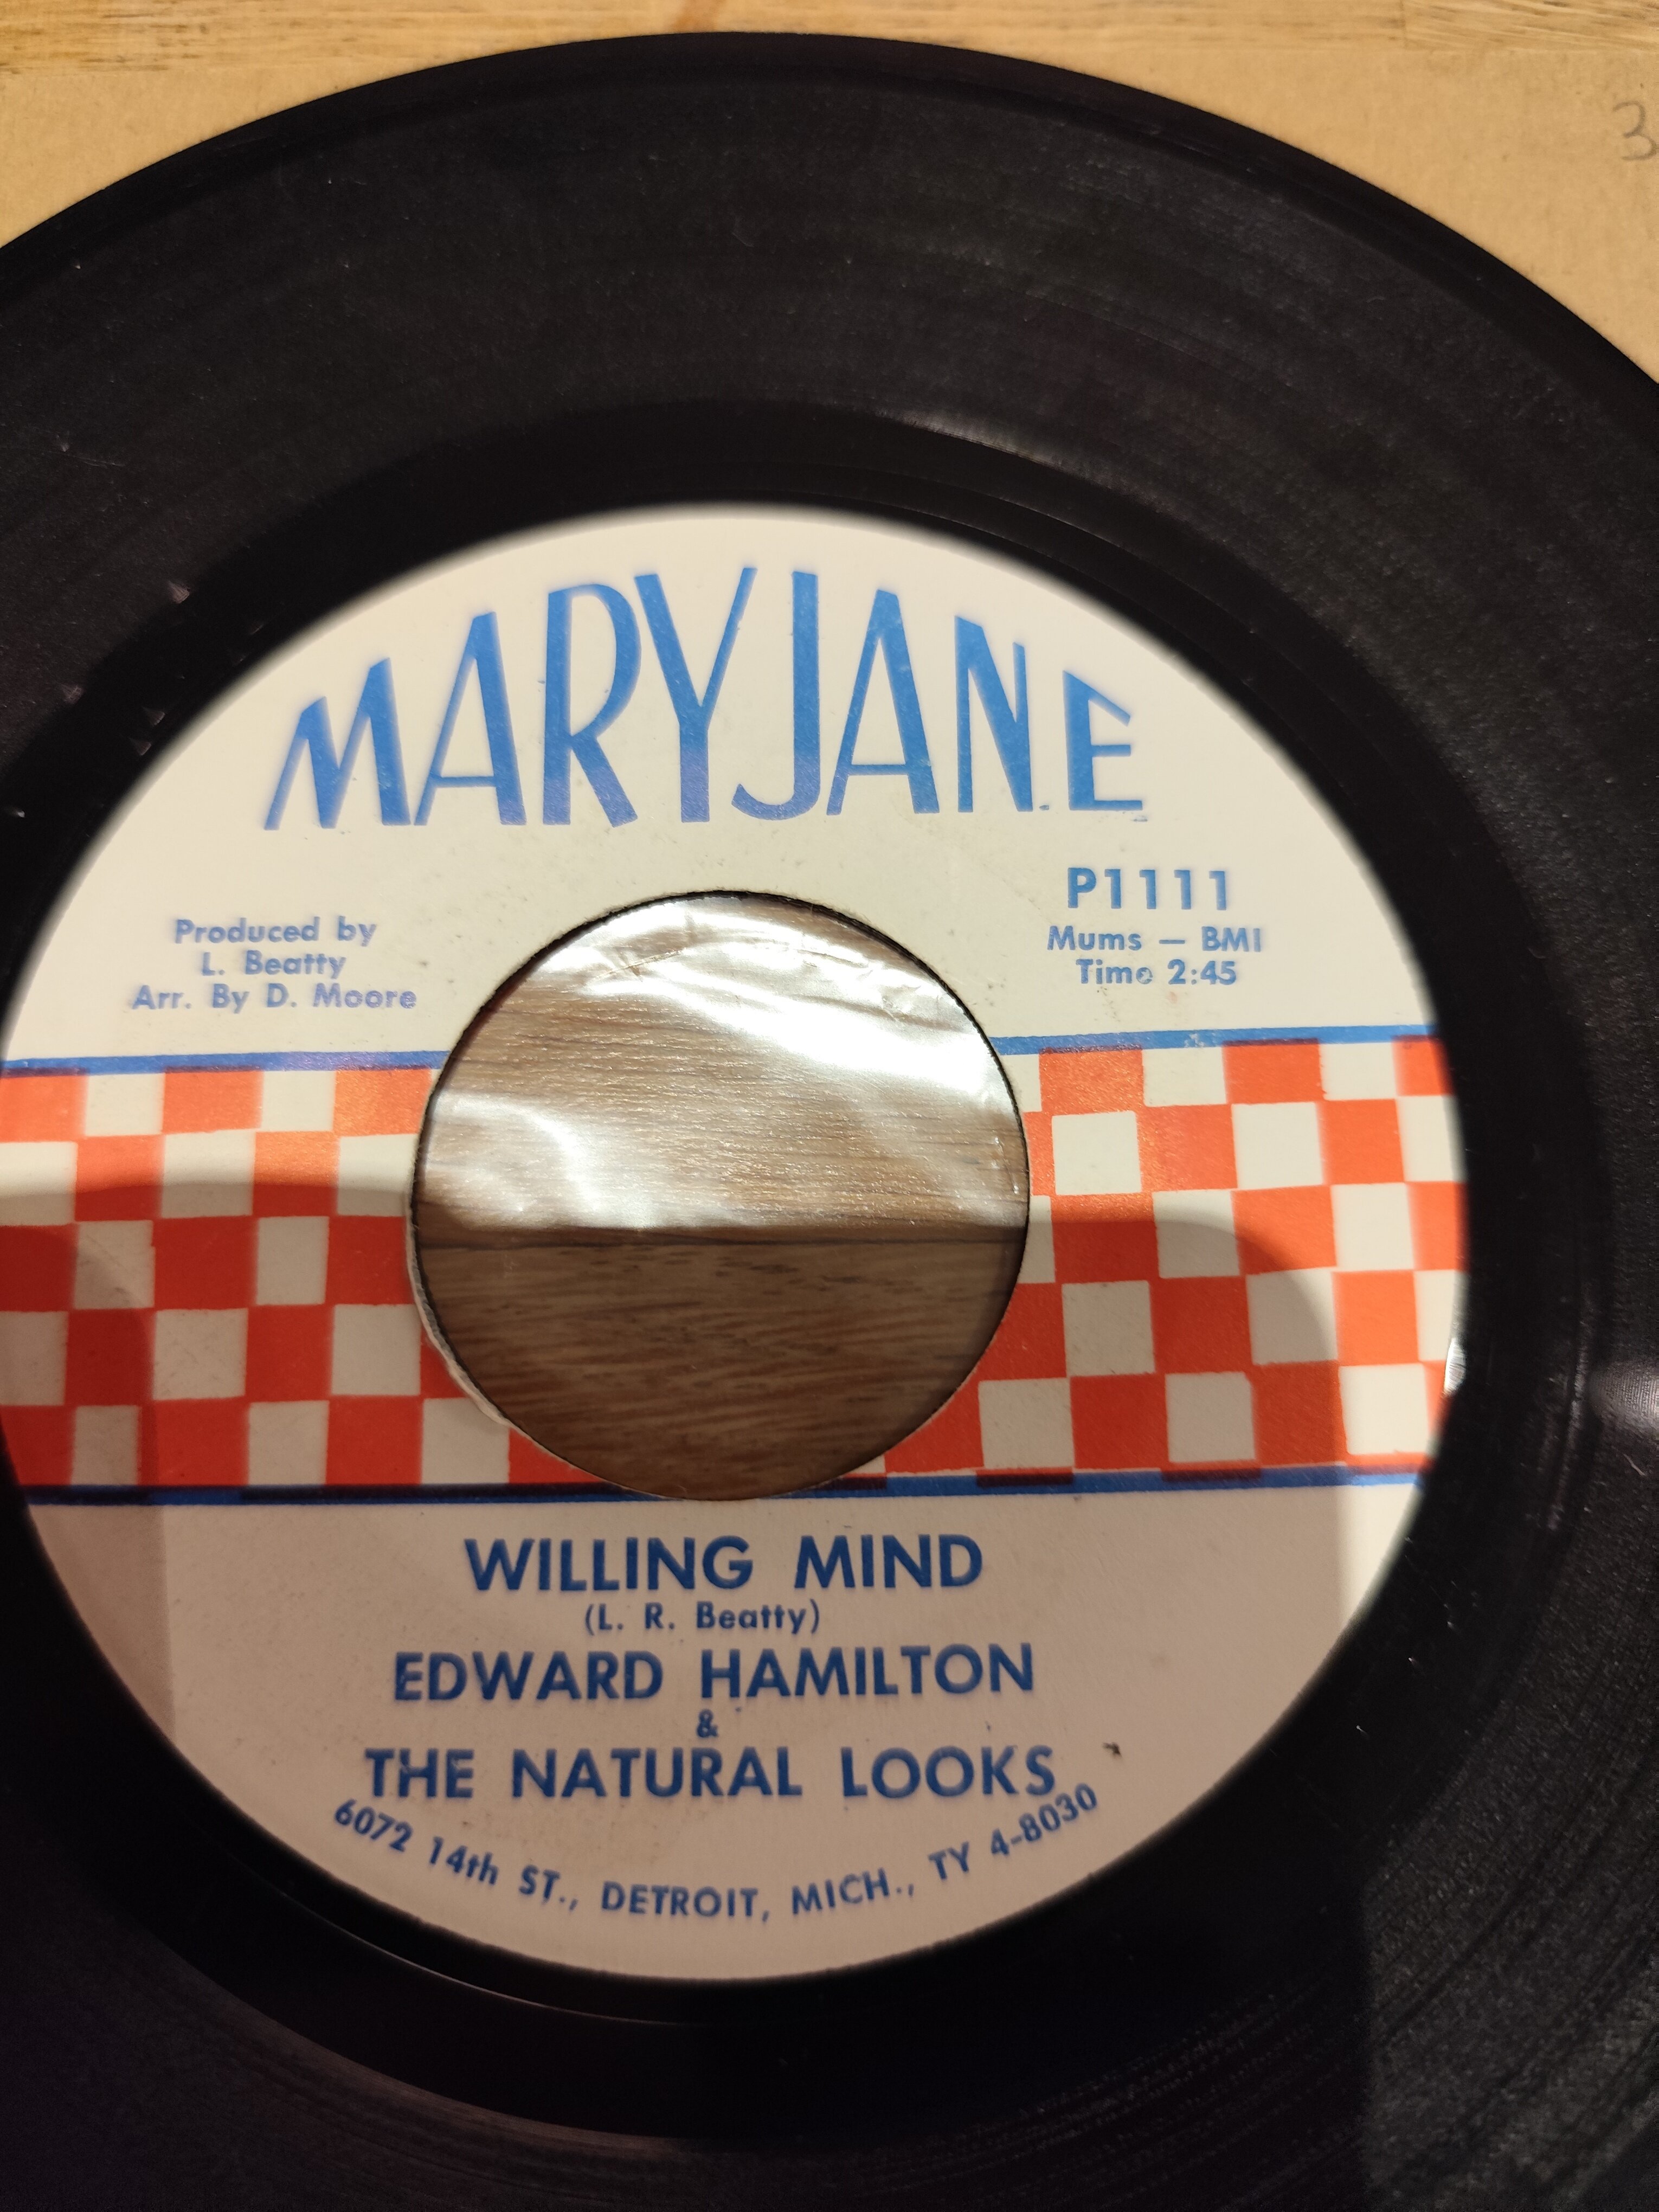 3
MARYJANE
P1111
Mums — BMI
Time 2:45
Produced by
L. Beatty
Arr. By D. Moore
WILLING MIND
(L. R. Beatty)
EDWARD HAMILTON
&
THE NATURAL LOOKS
6072 14th ST., DETROIT, MICH., TY 4-8030